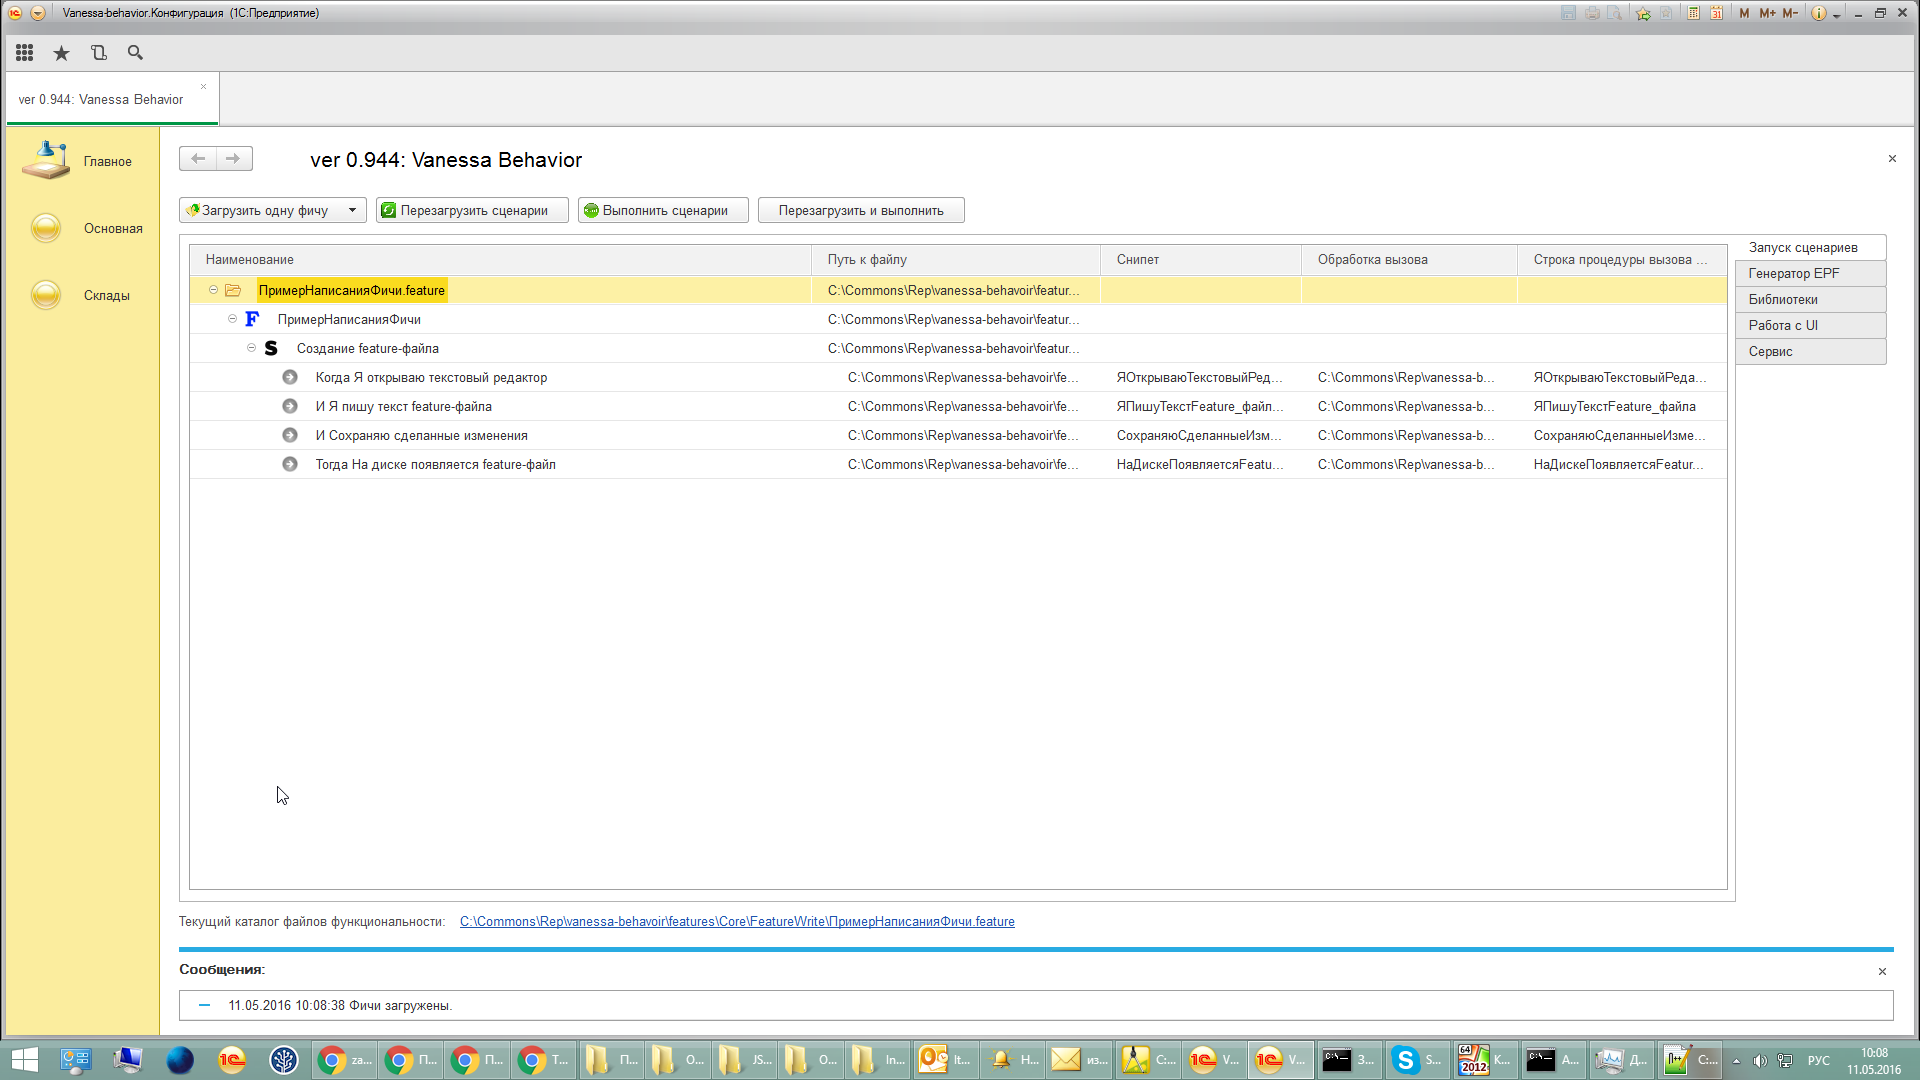 Vanessa-behavior.Конфигурация (1С:Предприятие)
31 M M+ M-
ver 0.944: Vanessa Behavior
Главное
Основная
Склады
ver 0.944: Vanessa Behavior
Загрузить одну фичу
Перезагрузить сценарии
Выполнить сценарии
Перезагрузить и выполнить
Запуск сценариев
Генератор EPF
Библиотеки
Работа с UI
Сервис
Наименование Путь к файлу Снипет Обработка вызова Строка процедуры вызова ...
ПримерНаписанияФичи.feature C:\Commons\Rep\vanessa-behavoir\featur...
F ПримерНаписанияФичи C:\Commons\Rep\vanessa-behavoir\featur...
S Создание feature-файла C:\Commons\Rep\vanessa-behavoir\featur...
Когда Я открываю текстовый редактор C:\Commons\Rep\vanessa-behavoir\fe... ЯОткрываюТекстовыйРед... C:\Commons\Rep\vanessa-b... ЯОткрываюТекстовыйРеда...
И Я пишу текст feature-файла C:\Commons\Rep\vanessa-behavoir\fe... ЯПишуТекстFeature_файл... C:\Commons\Rep\vanessa-b... ЯПишуТекстFeature_файла
И Сохраняю сделанные изменения C:\Commons\Rep\vanessa-behavoir\fe... СохраняюСделанныеИзм... C:\Commons\Rep\vanessa-b... СохраняюСделанныеИзме...
Тогда На диске появляется feature-файл C:\Commons\Rep\vanessa-behavoir\fe... НаДискеПоявляетсяFeatu... C:\Commons\Rep\vanessa-b... НаДискеПоявляетсяFeatur...
Текущий каталог файлов функциональности: C:\Commons\Rep\vanessa-behavoir\features\Core\FeatureWrite\ПримерНаписанияФичи.feature
Сообщения:
11.05.2016 10:08:38 Фичи загружены.
za... П... П... T... П... O... JS... O... In... It... Н... из... C:... V... V... З... S... K... A... Д... C:... РУС
10:08
11.05.2016